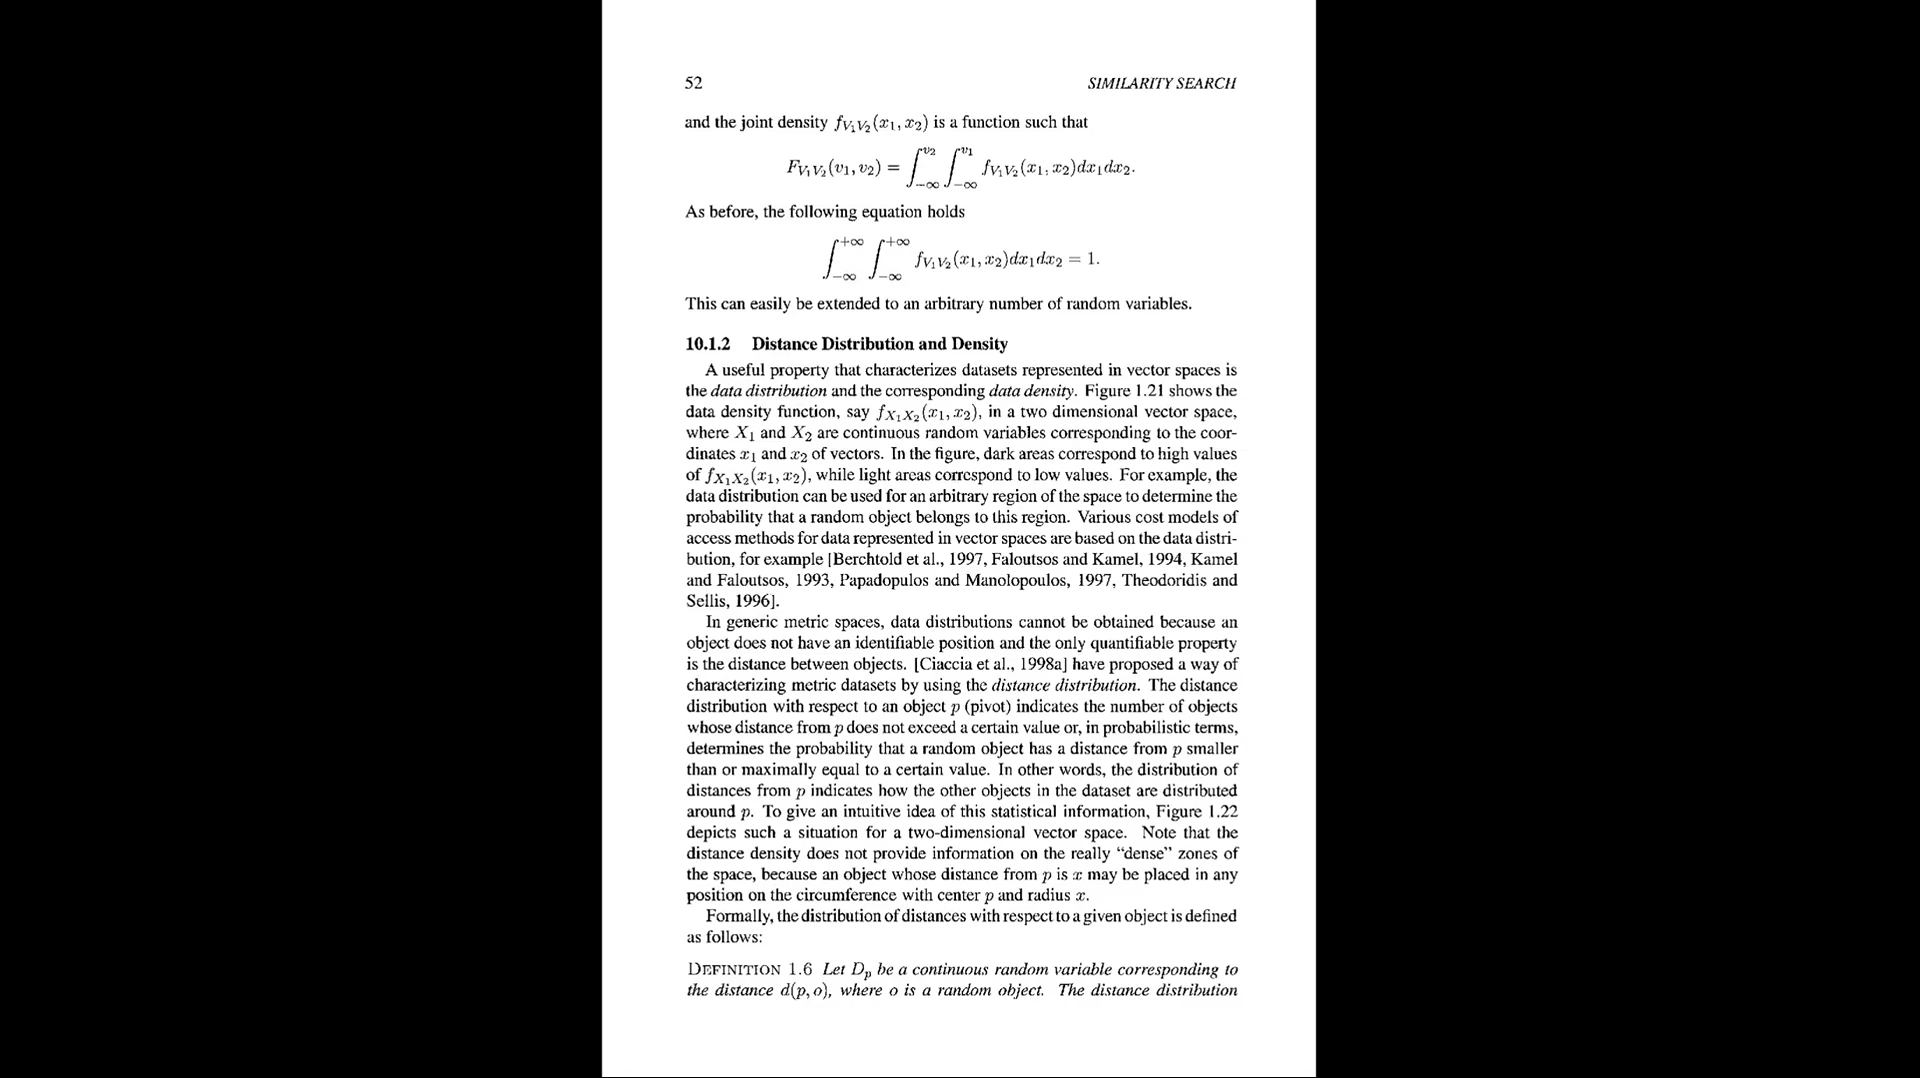 52 SIMILARITY SEARCH
and the joint density f_{V_1V_2}(x_1, x_2) is a function such that
F_{V_1V_2}(v_1, v_2) = ∫_{-∞}^{v_2} ∫_{-∞}^{v_1} f_{V_1V_2}(x_1, x_2)dx_1dx_2.
As before, the following equation holds
∫_{-∞}^{+∞} ∫_{-∞}^{+∞} f_{V_1V_2}(x_1, x_2)dx_1dx_2 = 1.
This can easily be extended to an arbitrary number of random variables.
10.1.2 Distance Distribution and Density
A useful property that characterizes datasets represented in vector spaces is
the data distribution and the corresponding data density. Figure 1.21 shows the
data density function, say f_{X_1X_2}(x_1, x_2), in a two dimensional vector space,
where X_1 and X_2 are continuous random variables corresponding to the coor-
dinates x_1 and x_2 of vectors. In the figure, dark areas correspond to high values
of f_{X_1X_2}(x_1, x_2), while light areas correspond to low values. For example, the
data distribution can be used for an arbitrary region of the space to determine the
probability that a random object belongs to this region. Various cost models of
access methods for data represented in vector spaces are based on the data distri-
bution, for example [Berchtold et al., 1997, Faloutsos and Kamel, 1994, Kamel
and Faloutsos, 1993, Papadopulos and Manolopoulos, 1997, Theodoridis and
Sellis, 1996].
In generic metric spaces, data distributions cannot be obtained because an
object does not have an identifiable position and the only quantifiable property
is the distance between objects. [Ciaccia et al., 1998a] have proposed a way of
characterizing metric datasets by using the distance distribution. The distance
distribution with respect to an object p (pivot) indicates the number of objects
whose distance from p does not exceed a certain value or, in probabilistic terms,
determines the probability that a random object has a distance from p smaller
than or maximally equal to a certain value. In other words, the distribution of
distances from p indicates how the other objects in the dataset are distributed
around p. To give an intuitive idea of this statistical information, Figure 1.22
depicts such a situation for a two-dimensional vector space. Note that the
distance density does not provide information on the really “dense” zones of
the space, because an object whose distance from p is x may be placed in any
position on the circumference with center p and radius x.
Formally, the distribution of distances with respect to a given object is defined
as follows:
DEFINITION 1.6 Let D_p be a continuous random variable corresponding to
the distance d(p, o), where o is a random object. The distance distribution